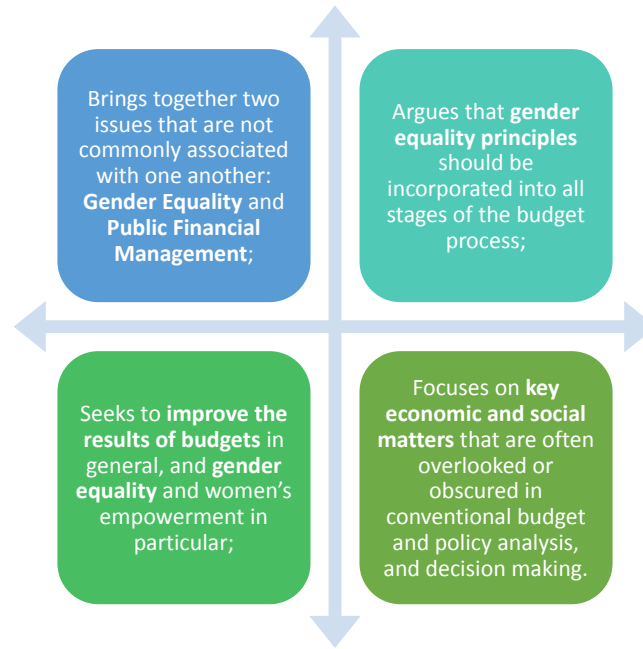 Brings together two
issues that are not
commonly associated
with one another:
Gender Equality and
Public Financial
Management;
Argues that gender
equality principles
should be
incorporated into all
stages of the budget
process;
Seeks to improve the
results of budgets in
general, and gender
equality and women’s
empowerment in
particular;
Focuses on key
economic and social
matters that are often
overlooked or
obscured in
conventional budget
and policy analysis,
and decision making.